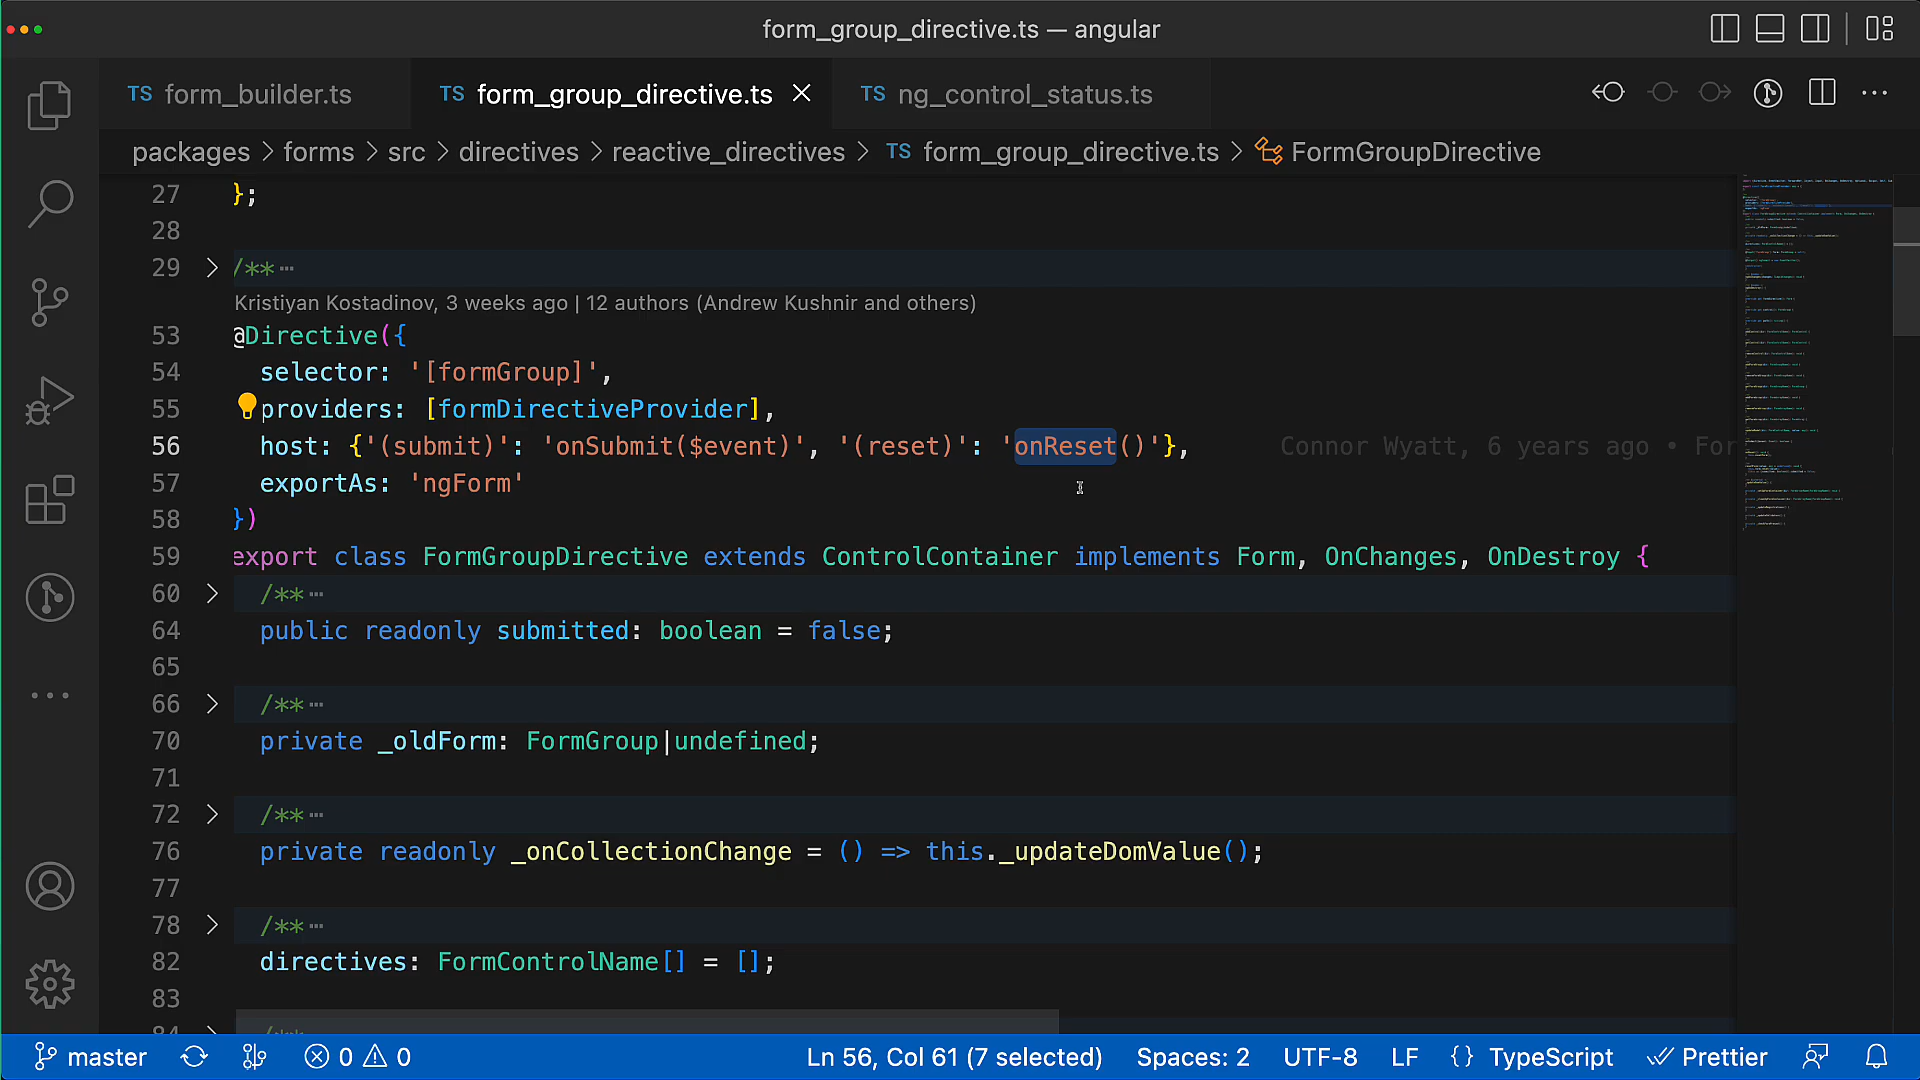 form_group_directive.ts — angular
TS form_builder.ts
TS form_group_directive.ts
TS ng_control_status.ts
packages > forms > src > directives > reactive_directives > TS form_group_directive.ts > FormGroupDirective
27 };
28
29 /** ⋯
Kristiyan Kostadinov, 3 weeks ago | 12 authors (Andrew Kushnir and others)
53 @Directive({
54 selector: '[formGroup]',
55 providers: [formDirectiveProvider],
56 host: {'(submit)': 'onSubmit($event)', '(reset)': 'onReset()'}, Connor Wyatt, 6 years ago • For
57 exportAs: 'ngForm'
58 })
59 export class FormGroupDirective extends ControlContainer implements Form, OnChanges, OnDestroy {
60 /** ⋯
64 public readonly submitted: boolean = false;
65
66 /** ⋯
70 private _oldForm: FormGroup|undefined;
71
72 /** ⋯
76 private readonly _onCollectionChange = () => this._updateDomValue();
77
78 /** ⋯
82 directives: FormControlName[] = [];
83
84 /**
master 0 0 Ln 56, Col 61 (7 selected) Spaces: 2 UTF-8 LF {} TypeScript Prettier